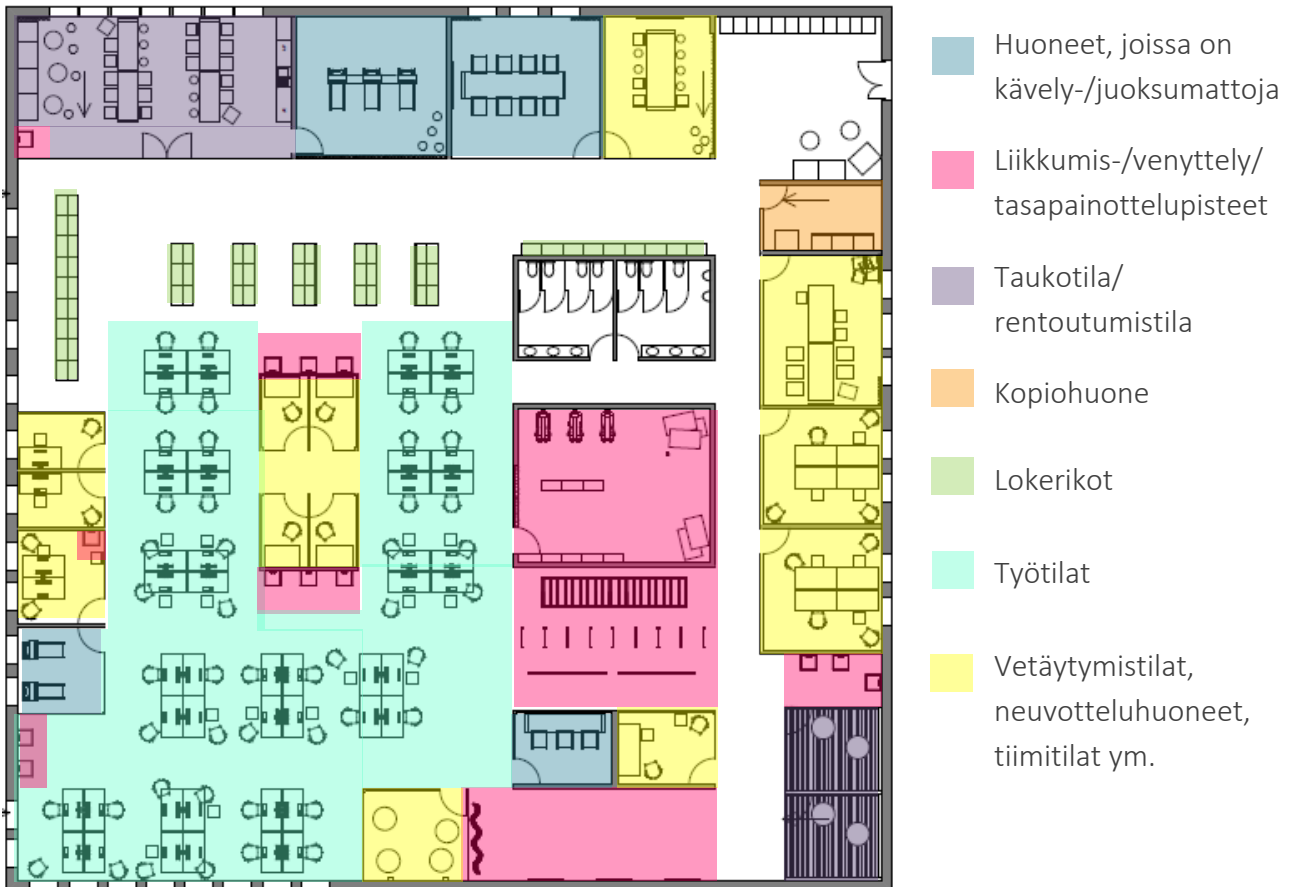 Huoneet, joissa on
kävely-/juoksumattoja
Liikkumis-/venyttely/
tasapainottelupisteet
Taukotila/
rentoutumistila
Kopiohuone
Lokerikot
Työtilat
Vetäytymistilat,
neuvotteluhuoneet,
tiimitilat ym.